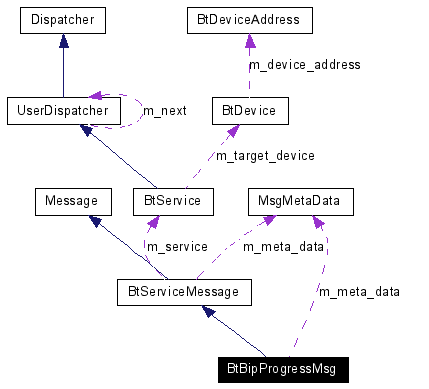 Dispatcher
BtDeviceAddress
m_device_address
UserDispatcher
m_next
BtDevice
m_target_device
Message
BtService
MsgMetaData
m_service
m_meta_data
BtServiceMessage
m_meta_data
BtBipProgressMsg